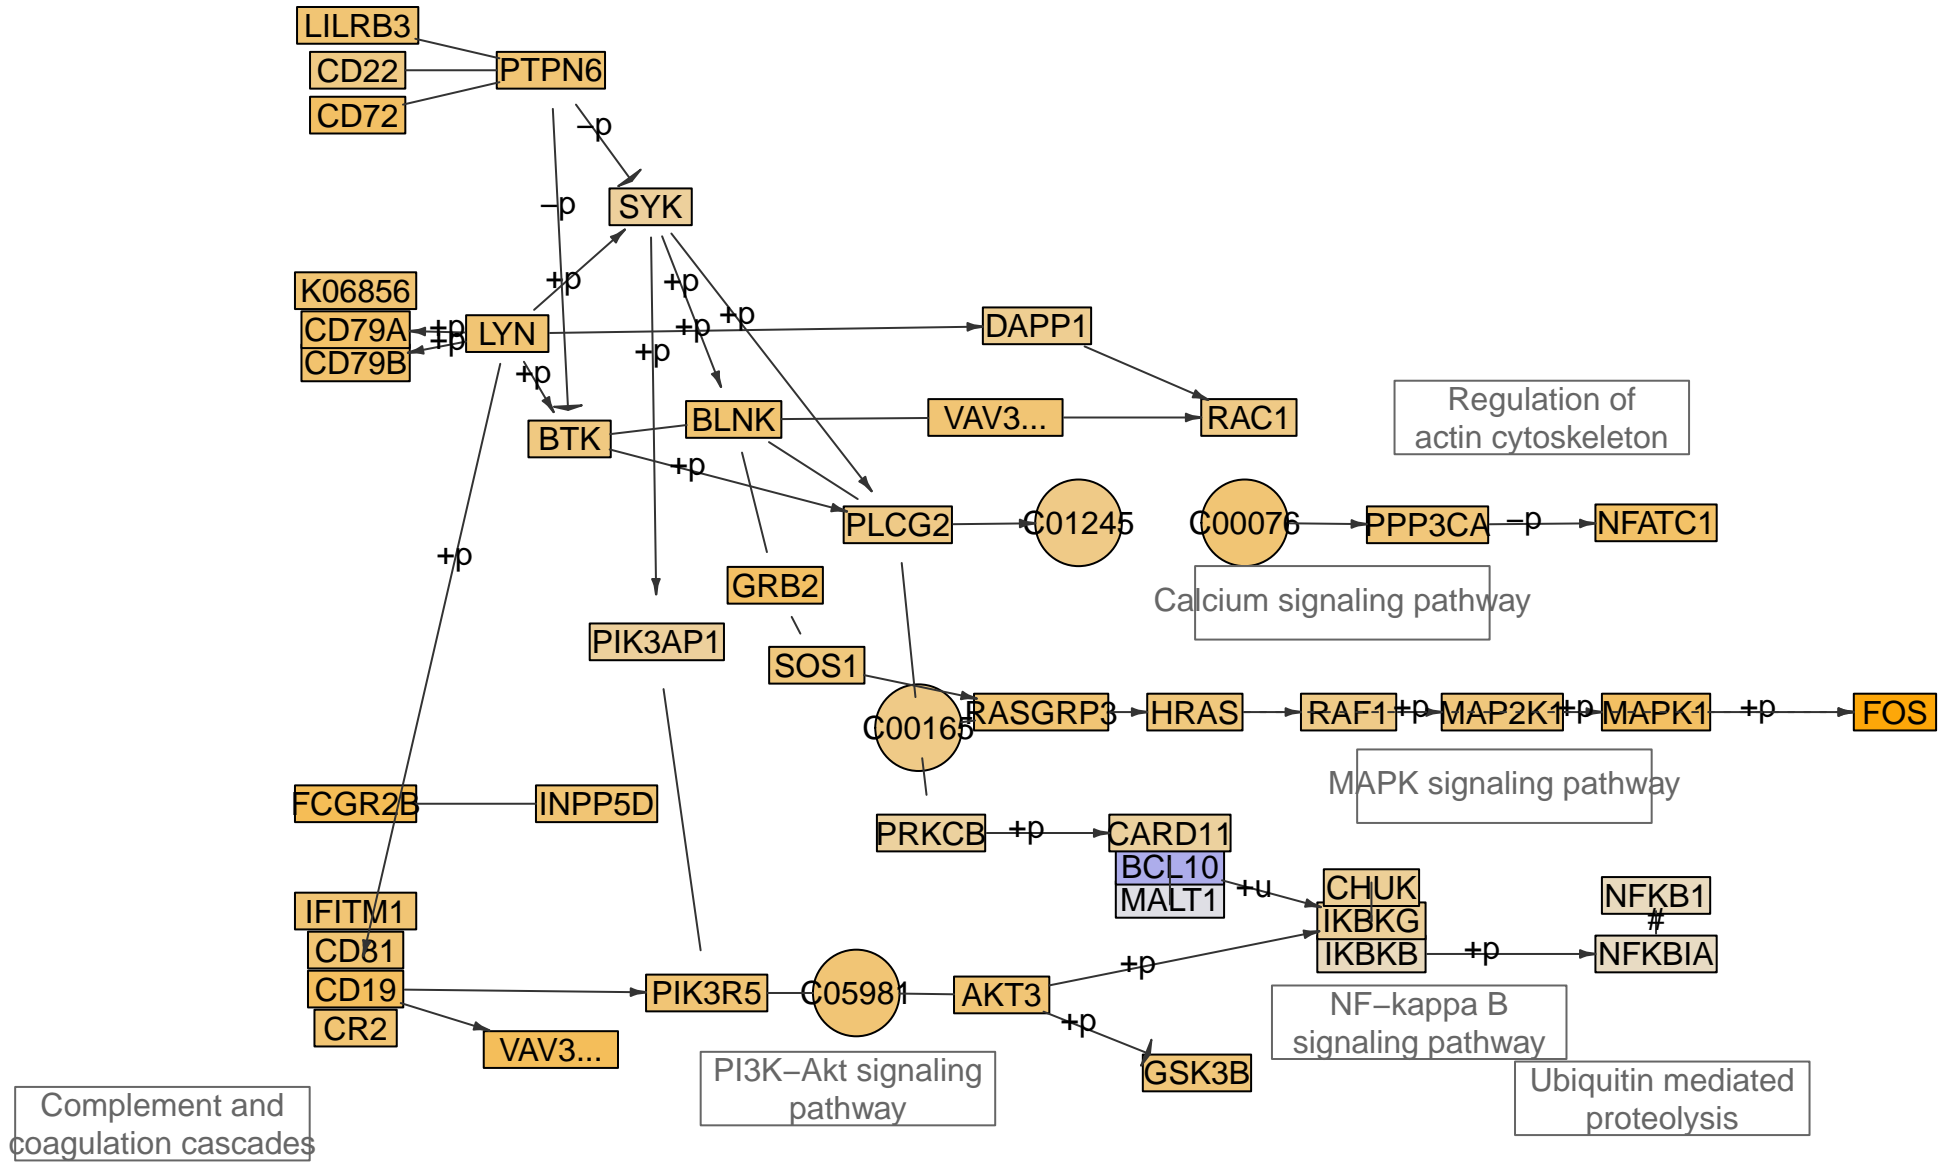 LILRB3
CD22
PTPN6
CD72
–p
SYK
–p
K06856
+p
+p
CD79A
+p
LYN
+p
+p
DAPP1
CD79B
+p
+p
+p
BTK
BLNK
VAV3...
RAC1
Regulation of
actin cytoskeleton
+p
PLCG2
C01245
C00076
PPP3CA
–p
NFATC1
+p
GRB2
Calcium signaling pathway
PIK3AP1
SOS1
C00165
RASGRP3
HRAS
RAF1
+p
MAP2K1
+p
MAPK1
+p
FOS
MAPK signaling pathway
FCGR2B
INPP5D
PRKCB
+p
CARD11
BCL10
MALT1
+u
CHUK
IKBKG
IKBKB
+p
NFKB1
#
NFKBIA
IFITM1
CD81
CD19
CR2
VAV3...
PIK3R5
C05981
AKT3
+p
+p
GSK3B
NF–kappa B
signaling pathway
PI3K–Akt signaling
pathway
Ubiquitin mediated
proteolysis
Complement and
coagulation cascades